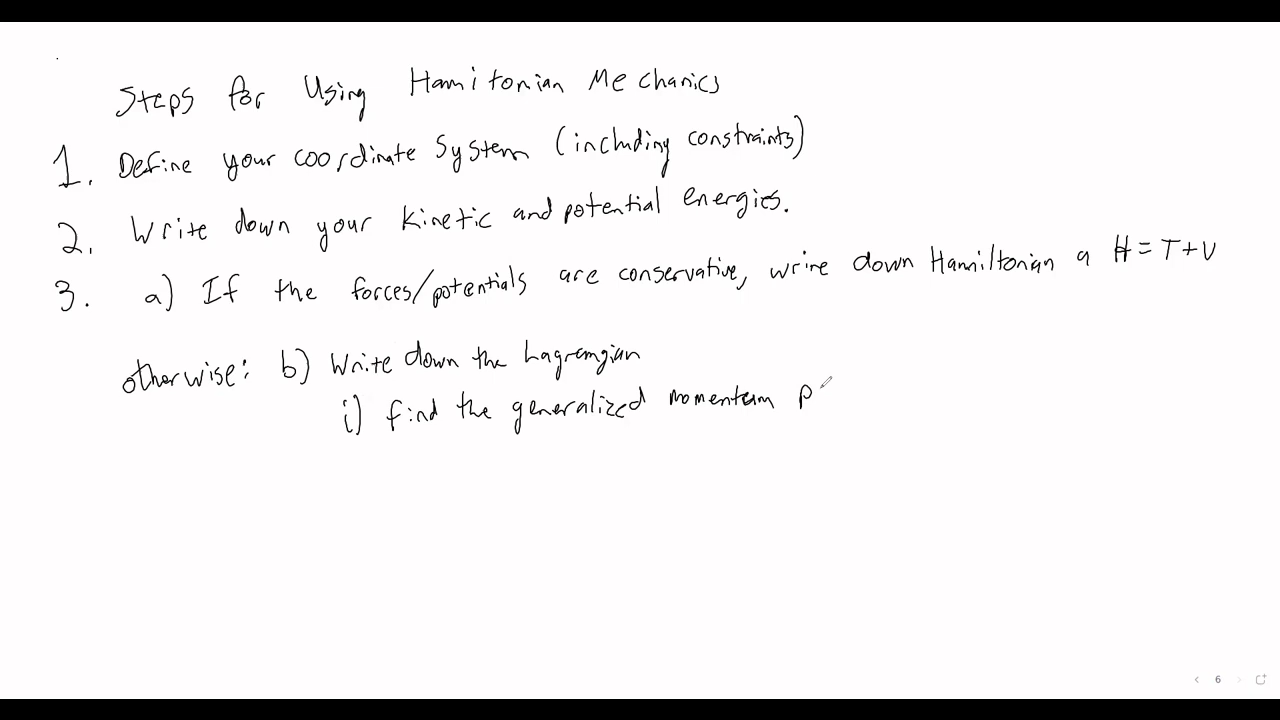 Steps for Using Hamiltonian Mechanics
1. Define your coordinate system (including constraints)
2. Write down your kinetic and potential energies.
3. a) If the forces/potentials are conservative, write down Hamiltonian a H = T + U
otherwise: b) Write down the Lagrangian
i) find the generalized momentum p
6